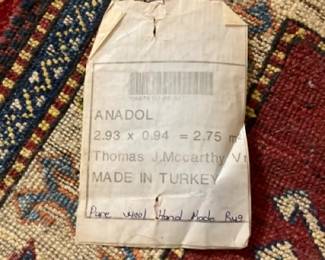 ANADOL
2.93 x 0.94 = 2.75 m
Thomas J.Mccarthy V
MADE IN TURKEY
Pure wool Hand Made Rug